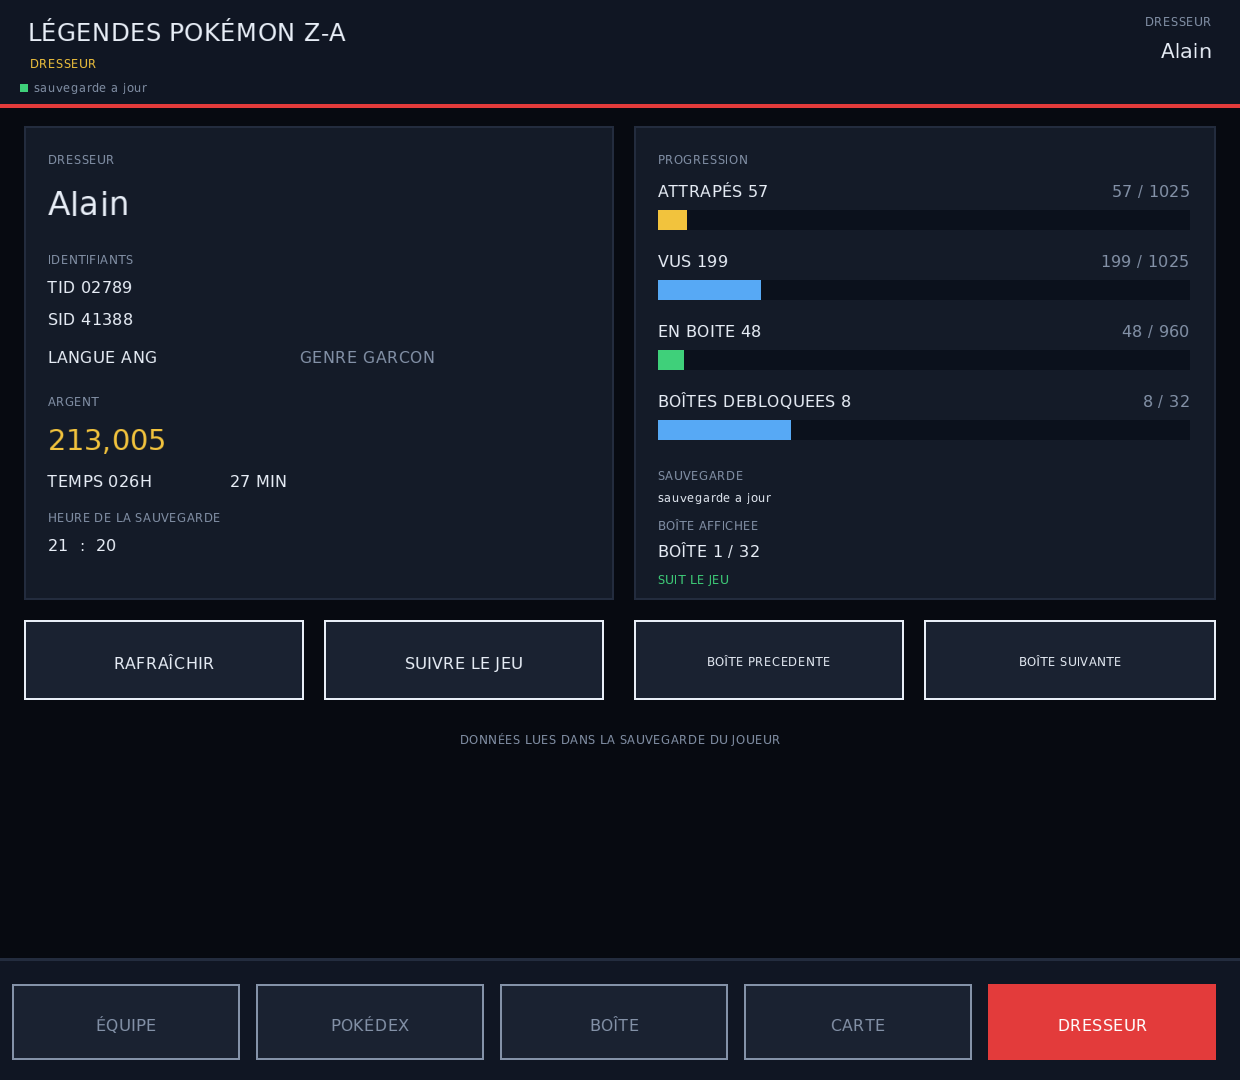 LÉGENDES POKÉMON Z-A
DRESSEUR
sauvegarde a jour
DRESSEUR
Alain
DRESSEUR
Alain
IDENTIFIANTS
TID 02789
SID 41388
LANGUE ANG GENRE GARCON
ARGENT
213,005
TEMPS 026H 27 MIN
HEURE DE LA SAUVEGARDE
21 : 20
PROGRESSION
ATTRAPÉS 57 57 / 1025
VUS 199 199 / 1025
EN BOITE 48 48 / 960
BOÎTES DEBLOQUEES 8 8 / 32
SAUVEGARDE
sauvegarde a jour
BOÎTE AFFICHEE
BOÎTE 1 / 32
SUIT LE JEU
RAFRAÎCHIR SUIVRE LE JEU BOÎTE PRECEDENTE BOÎTE SUIVANTE
DONNÉES LUES DANS LA SAUVEGARDE DU JOUEUR
ÉQUIPE POKÉDEX BOÎTE CARTE DRESSEUR